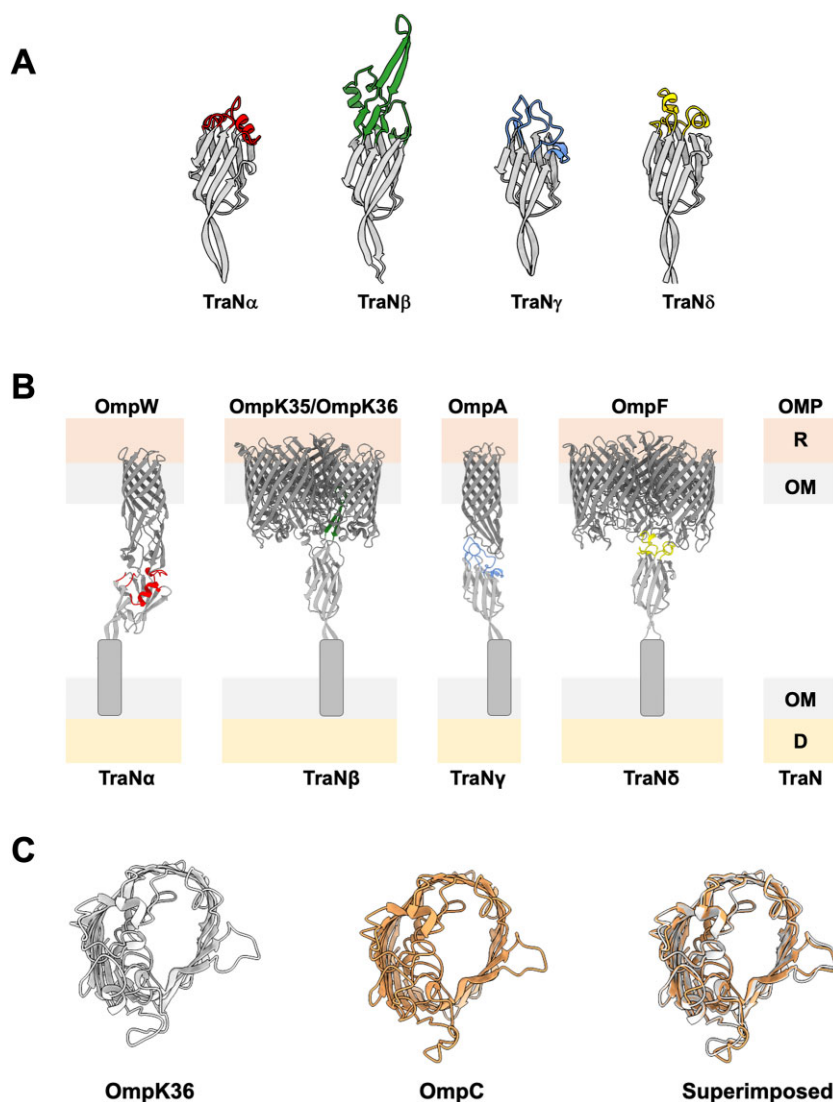 A
TraNα
TraNβ
TraNγ
TraNδ
B
OmpW
OmpK35/OmpK36
OmpA
OmpF
OMP
R
OM
OM
D
TraNα
TraNβ
TraNγ
TraNδ
TraN
C
OmpK36
OmpC
Superimposed